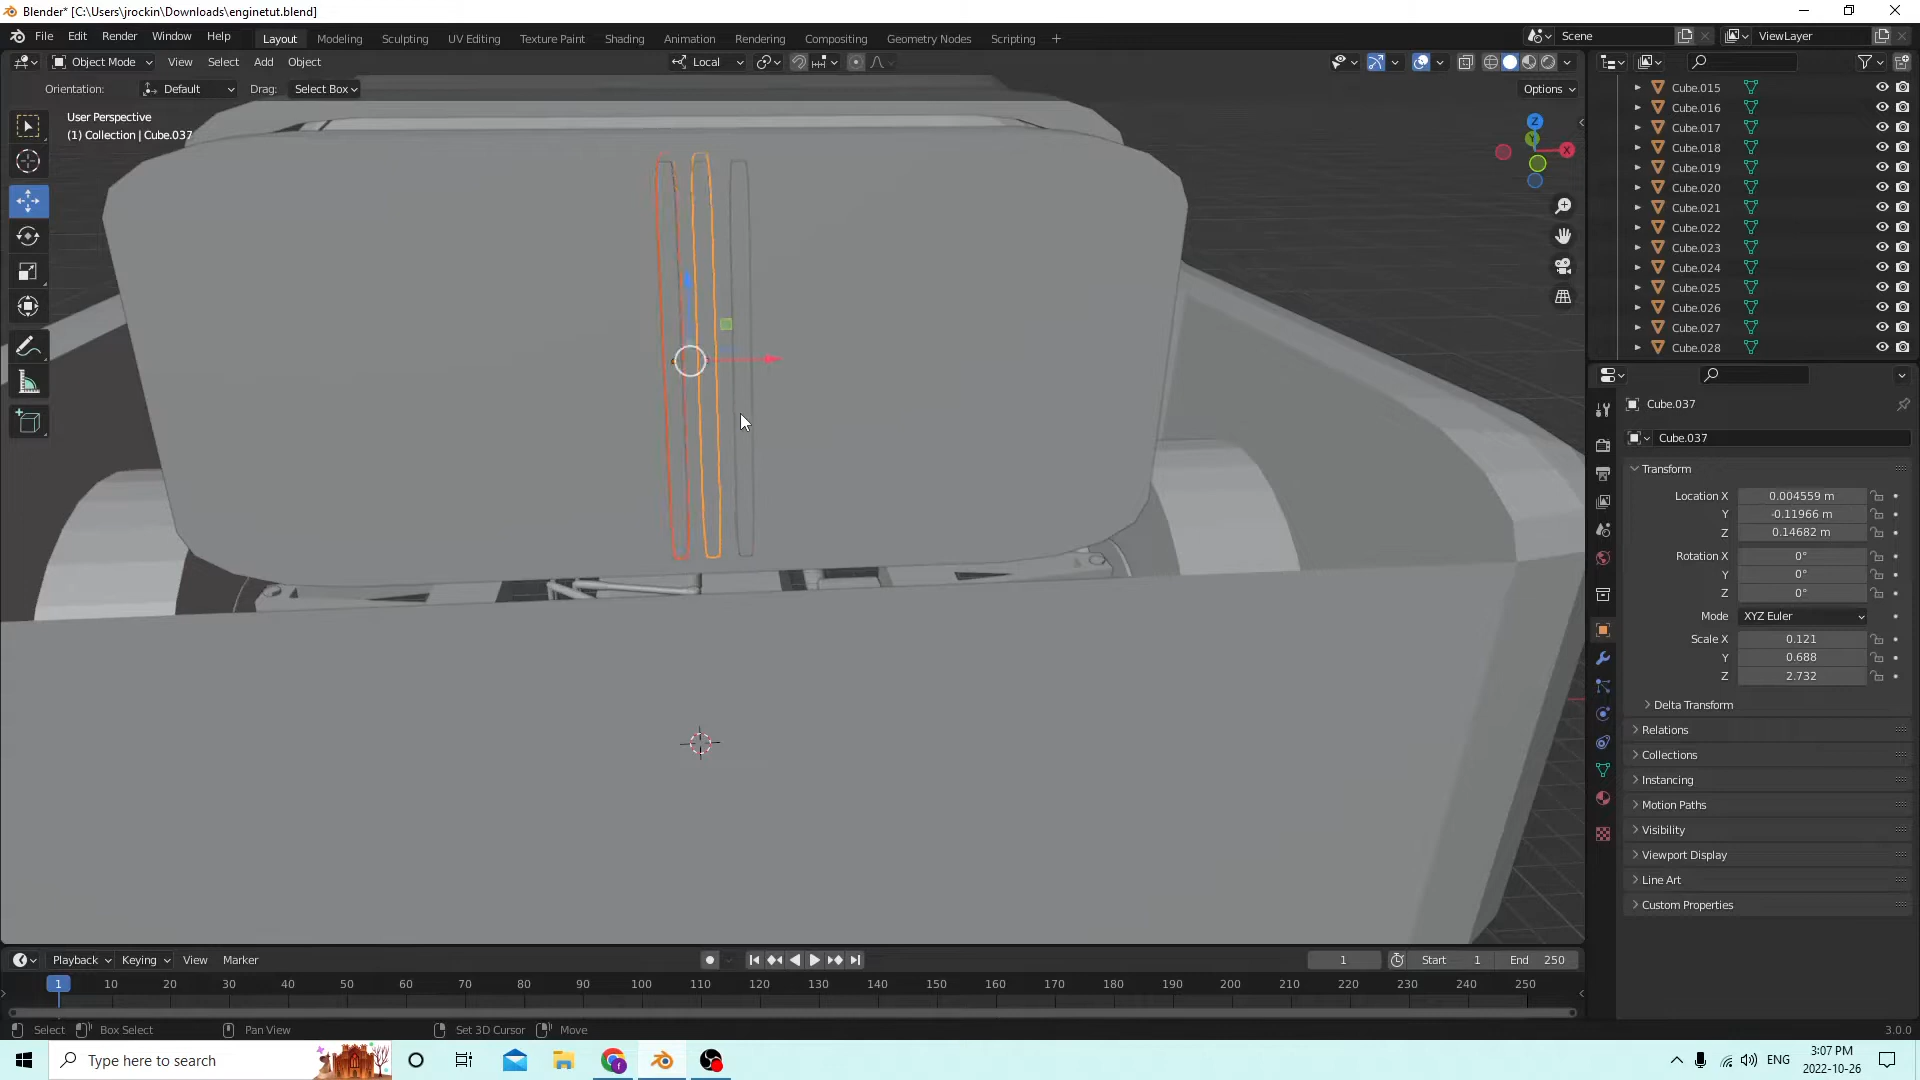 Blender* [C:\Users\jrockin\Downloads\enginetut.blend]
File Edit Render Window Help Layout Modeling Sculpting UV Editing Texture Paint Shading Animation Rendering Compositing Geometry Nodes Scripting + Scene ViewLayer
Object Mode View Select Add Object Local
Orientation: Default Drag: Select Box Options
User Perspective
(1) Collection | Cube.037
Z
Y
X
Cube.015
Cube.016
Cube.017
Cube.018
Cube.019
Cube.020
Cube.021
Cube.022
Cube.023
Cube.024
Cube.025
Cube.026
Cube.027
Cube.028
Cube.037
Cube.037
Transform
Location X 0.004559 m
Y -0.11966 m
Z 0.14682 m
Rotation X 0°
Y 0°
Z 0°
Mode XYZ Euler
Scale X 0.121
Y 0.688
Z 2.732
Delta Transform
Relations
Collections
Instancing
Motion Paths
Visibility
Viewport Display
Line Art
Custom Properties
Playback Keying View Marker 1 Start 1 End 250
1 10 20 30 40 50 60 70 80 90 100 110 120 130 140 150 160 170 180 190 200 210 220 230 240 250
Select Box Select Pan View Set 3D Cursor Move 3.0.0
Type here to search ENG 3:07 PM
2022-10-26